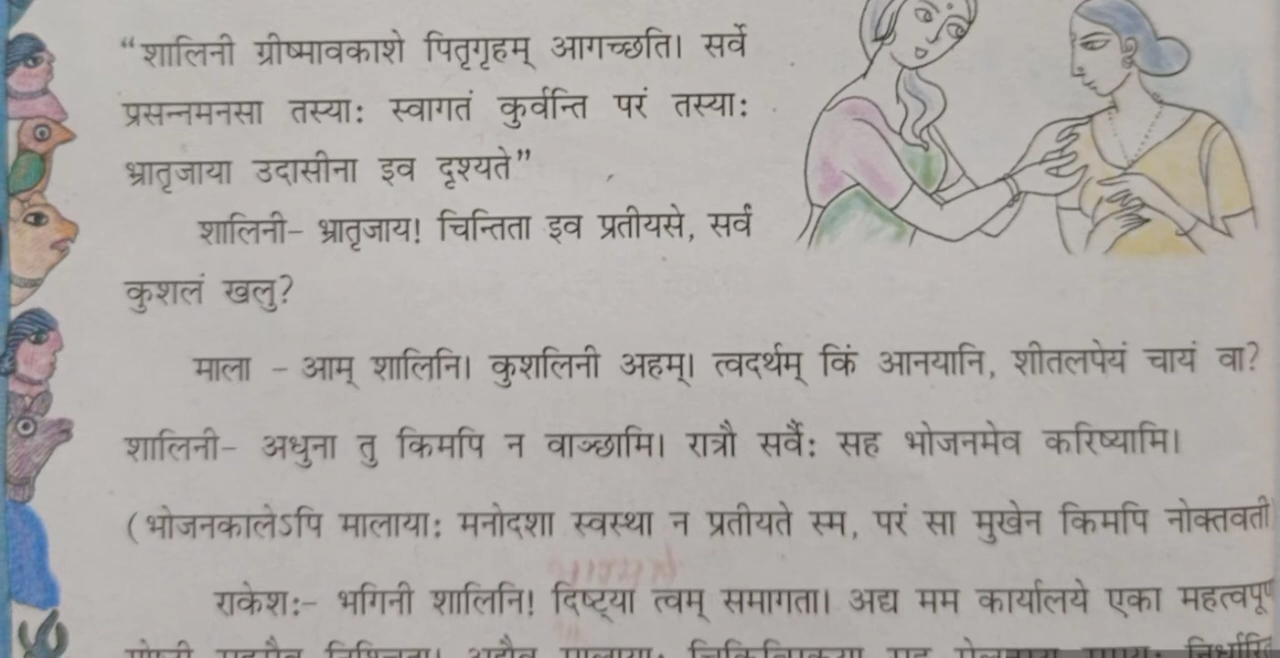 “शालिनी ग्रीष्मावकाशे पितृगृहम् आगच्छति। सर्वे
प्रसन्नमनसा तस्याः स्वागतं कुर्वन्ति परं तस्याः
भ्रातृजाया उदासीना इव दृश्यते”
शालिनी– भ्रातृजाय! चिन्तिता इव प्रतीयसे, सर्वं
कुशलं खलु?
माला – आम् शालिनि। कुशलिनी अहम्। त्वदर्थम् किं आनयानि, शीतलपेयं चायं वा?
शालिनी– अधुना तु किमपि न वाञ्छामि। रात्रौ सर्वैः सह भोजनमेव करिष्यामि।
(भोजनकालेऽपि मालायाः मनोदशा स्वस्था न प्रतीयते स्म, परं सा मुखेन किमपि नोक्तवती
राकेशः– भगिनी शालिनि! दिष्ट्या त्वम् समागता। अद्य मम कार्यालये एका